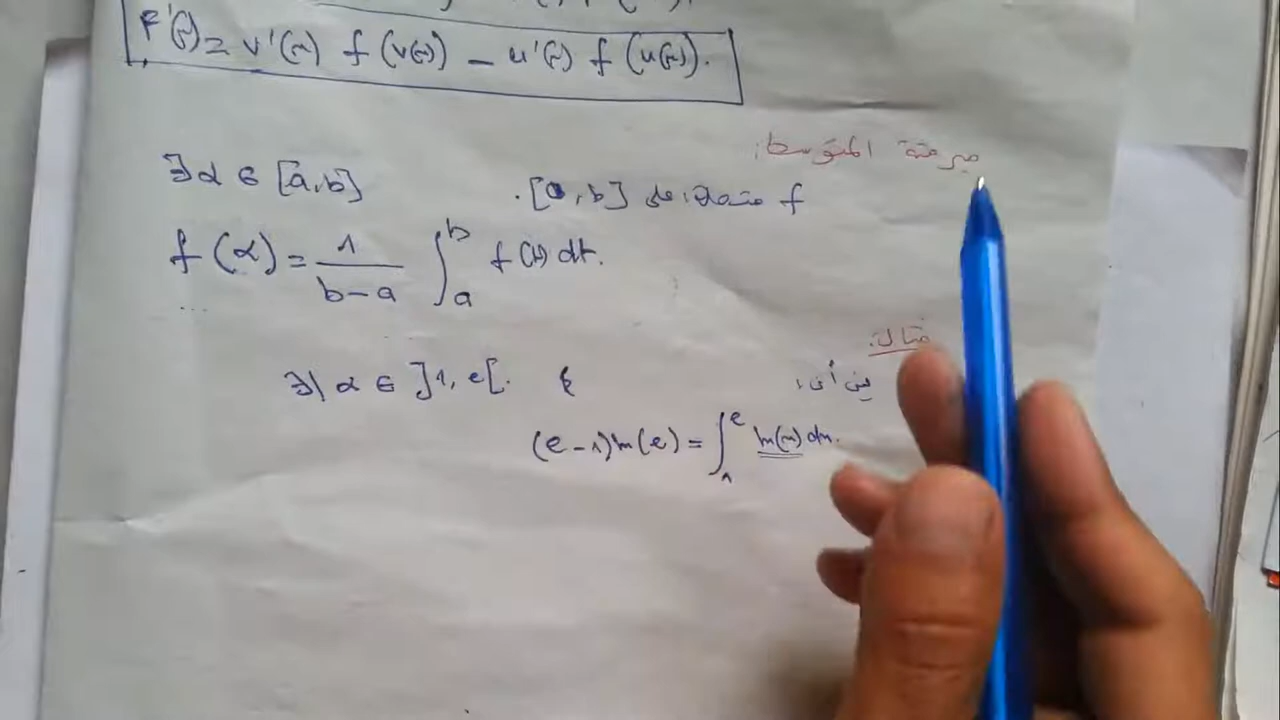 F'(x) = v'(x) f(v(x)) - u'(x) f(u(x)).
مبرهنة المتوسط:
f متصلة على [a,b].
∃α ∈ [a,b]
f(α) = 1/(b-a) ∫_a^b f(t) dt.
...
مثال:
بين أن:
∃! α ∈ ]1, e[.
(e-1)ln(e) = ∫_1^e ln(x) dx.